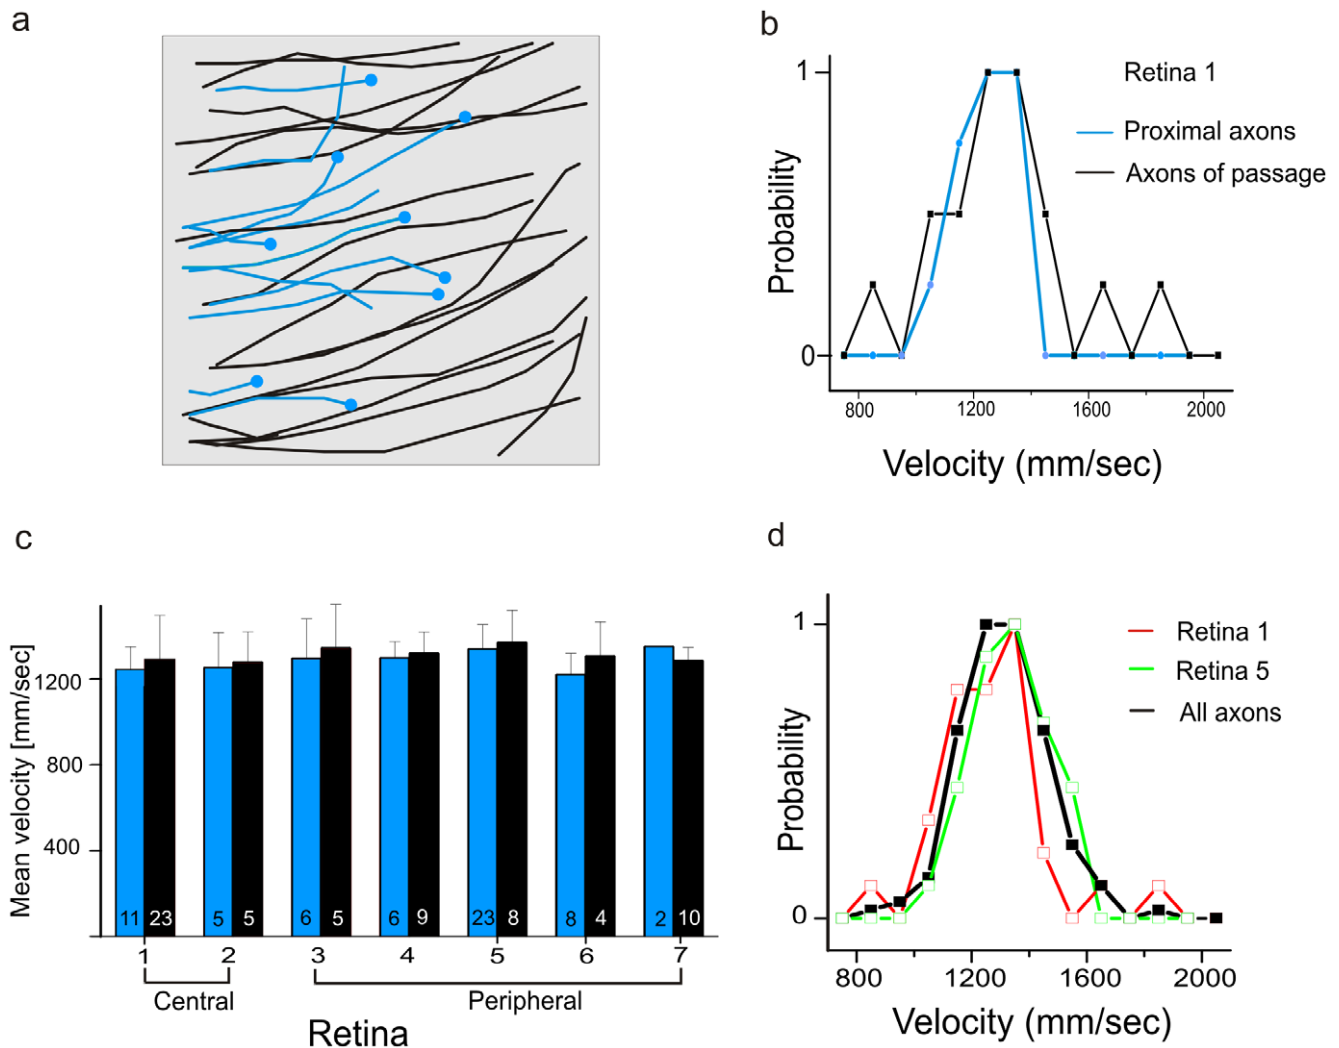 a
b
1
Retina 1
Proximal axons
Axons of passage
Probability
0
800 1200 1600 2000
Velocity (mm/sec)
c
Mean velocity [mm/sec]
1200
800
400
11 23 5 5 6 5 6 9 23 8 8 4 2 10
1 2 3 4 5 6 7
Central Peripheral
Retina
d
1
Retina 1
Retina 5
All axons
Probability
0
800 1200 1600 2000
Velocity (mm/sec)